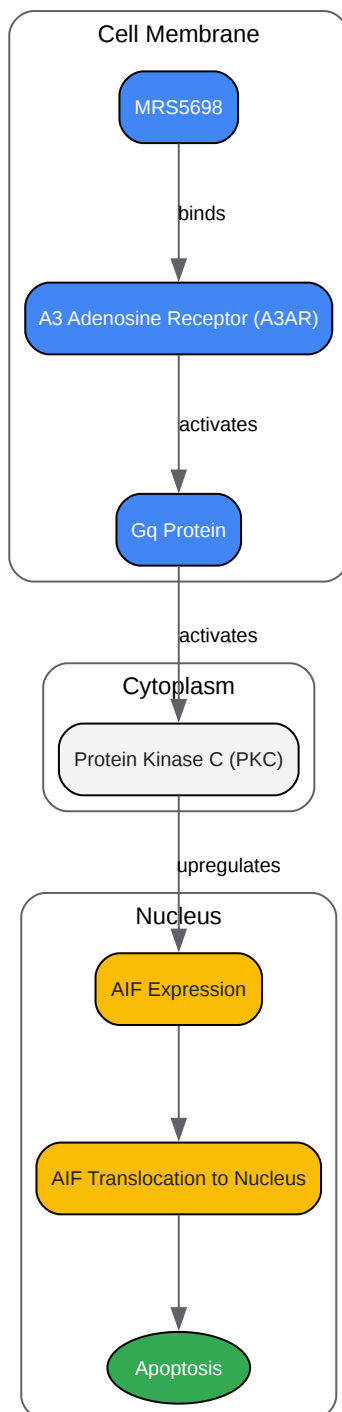 Cell Membrane
MRS5698
binds
A3 Adenosine Receptor (A3AR)
activates
Gq Protein
activates
Cytoplasm
Protein Kinase C (PKC)
upregulates
Nucleus
AIF Expression
AIF Translocation to Nucleus
Apoptosis